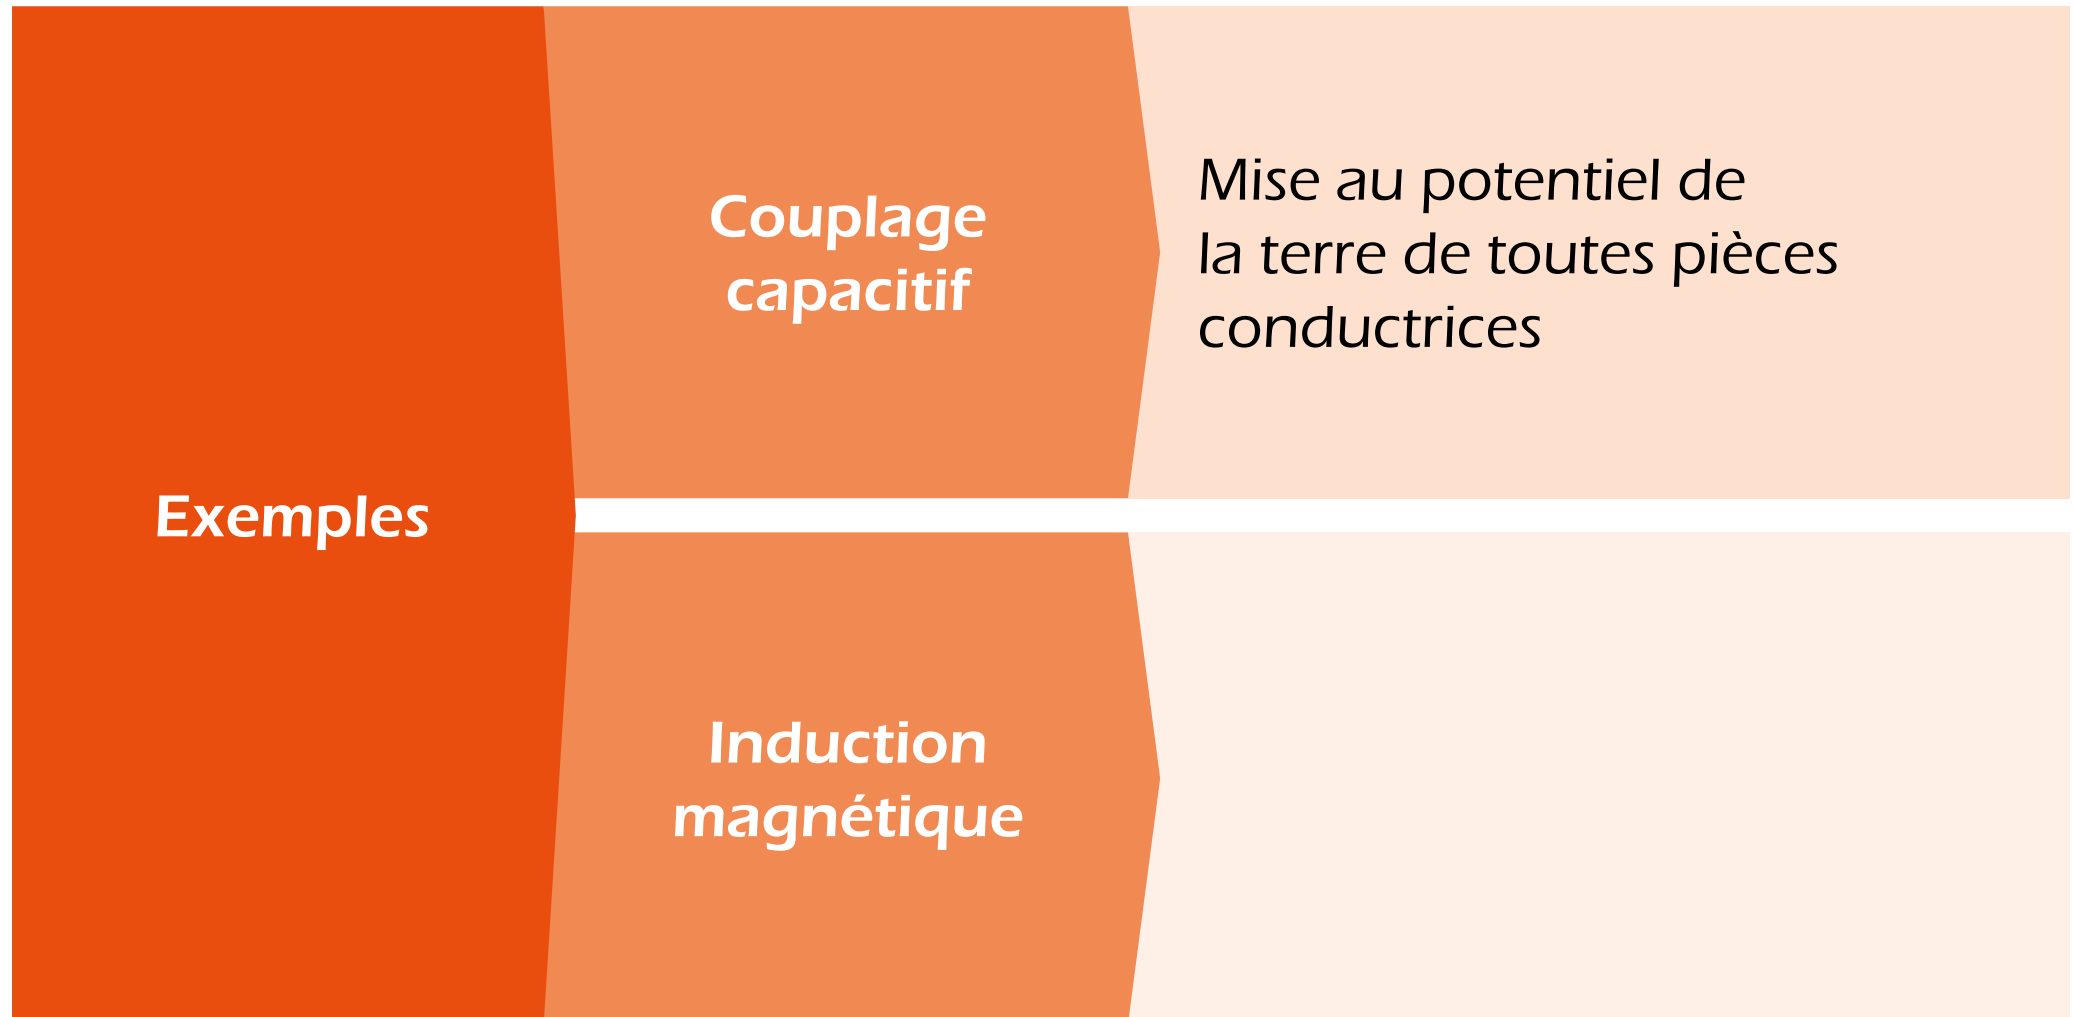 Exemples
Couplage
capacitif
Mise au potentiel de
la terre de toutes pièces
conductrices
Induction
magnétique